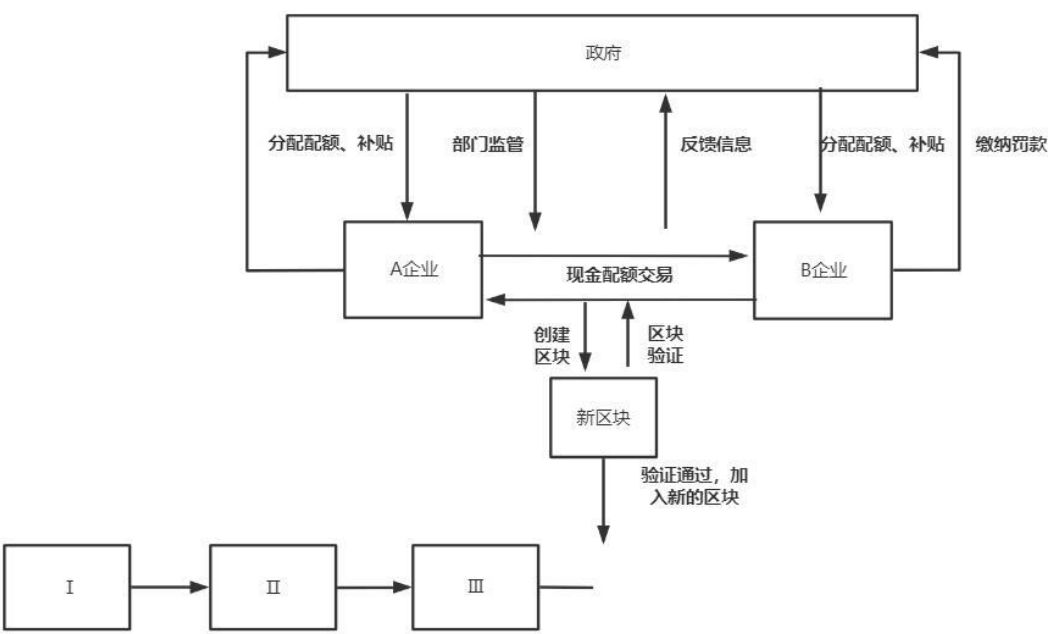 政府
分配配额、补贴
部门监管
反馈信息
分配配额、补贴
缴纳罚款
A企业
现金配额交易
B企业
创建
区块
区块
验证
新区块
验证通过，加
入新的区块
Ⅰ
Ⅱ
Ⅲ